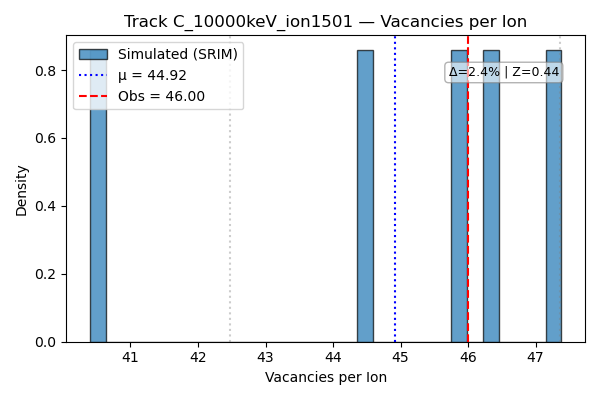 Track C_10000keV_ion1501 — Vacancies per Ion
Simulated (SRIM)
μ = 44.92
Obs = 46.00
Δ=2.4% | Z=0.44
Density
0.8
0.6
0.4
0.2
0.0
41 42 43 44 45 46 47
Vacancies per Ion